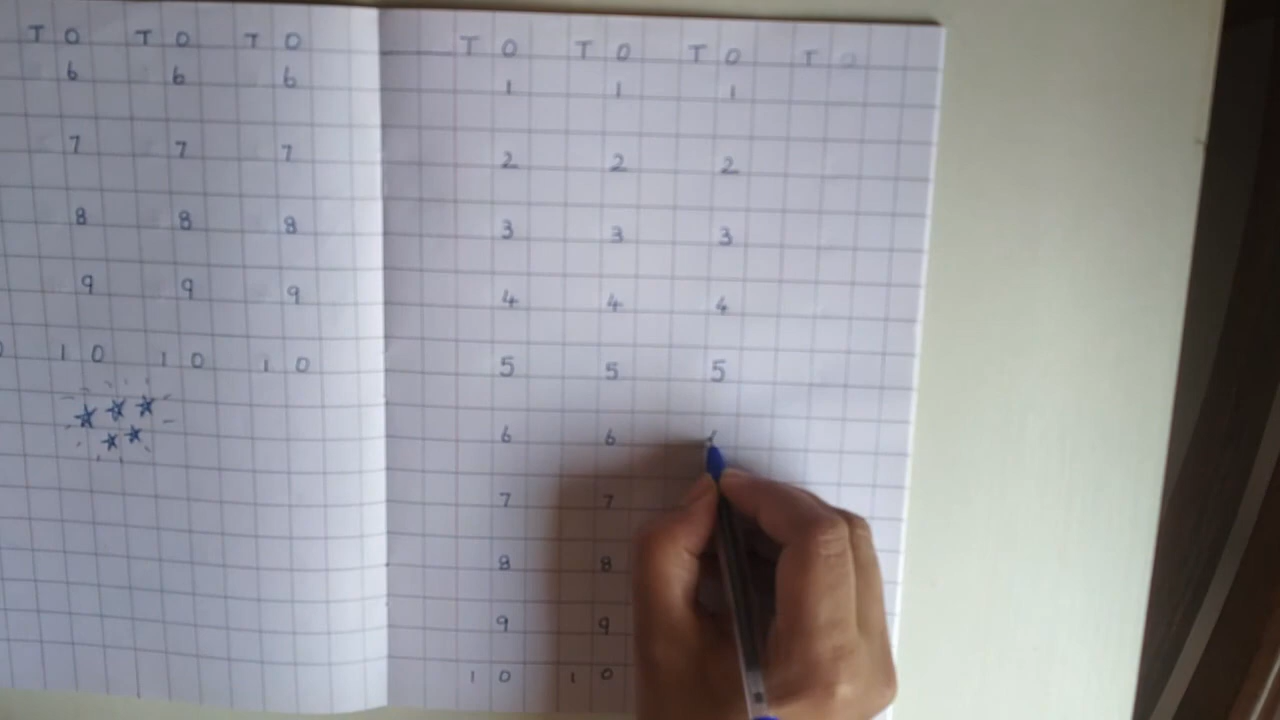 T O T O T O
6 6 6
7 7 7
8 8 8
9 9 9
0 1 0 1 0 1 0
T O T O T O T O
1 1 1
2 2 2
3 3 3
4 4 4
5 5 5
6 6
7 7
8 8
9 9
1 0 1 0